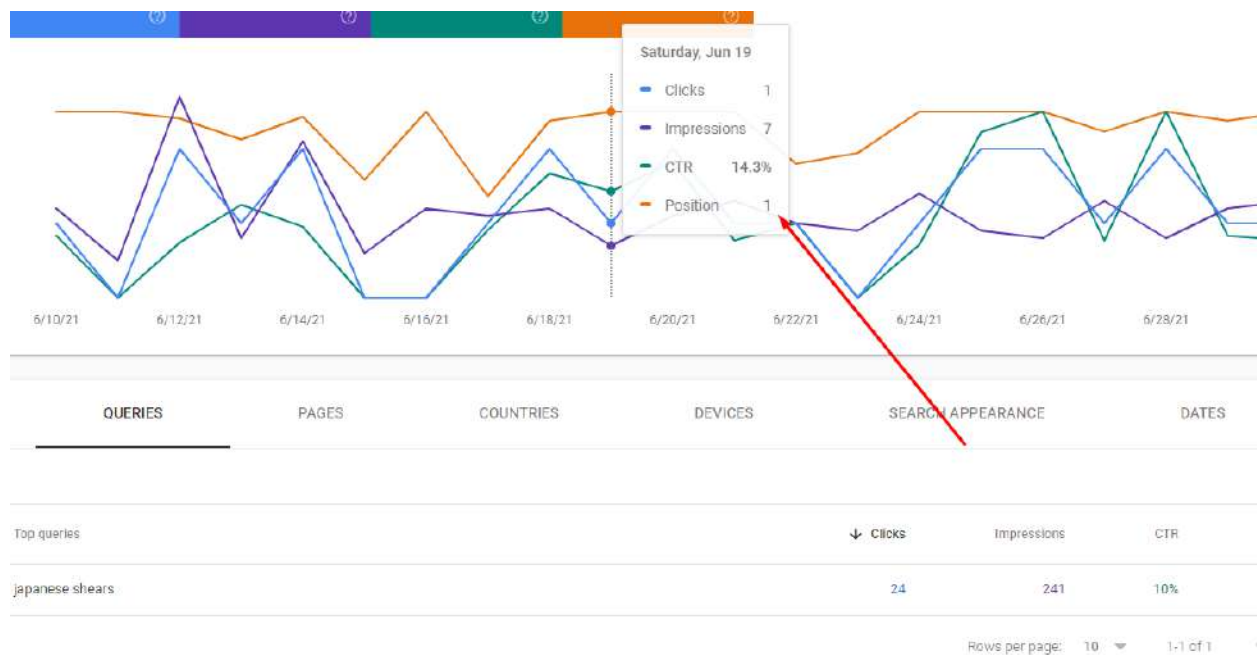 Saturday, Jun 19
Clicks 1
Impressions 7
CTR 14.3%
Position 1
6/10/21 6/12/21 6/14/21 6/16/21 6/18/21 6/20/21 6/22/21 6/24/21 6/26/21 6/28/21
QUERIES PAGES COUNTRIES DEVICES SEARCH APPEARANCE DATES
Top queries Clicks Impressions CTR
japanese shears 24 241 10%
Rows per page: 10 1-1 of 1